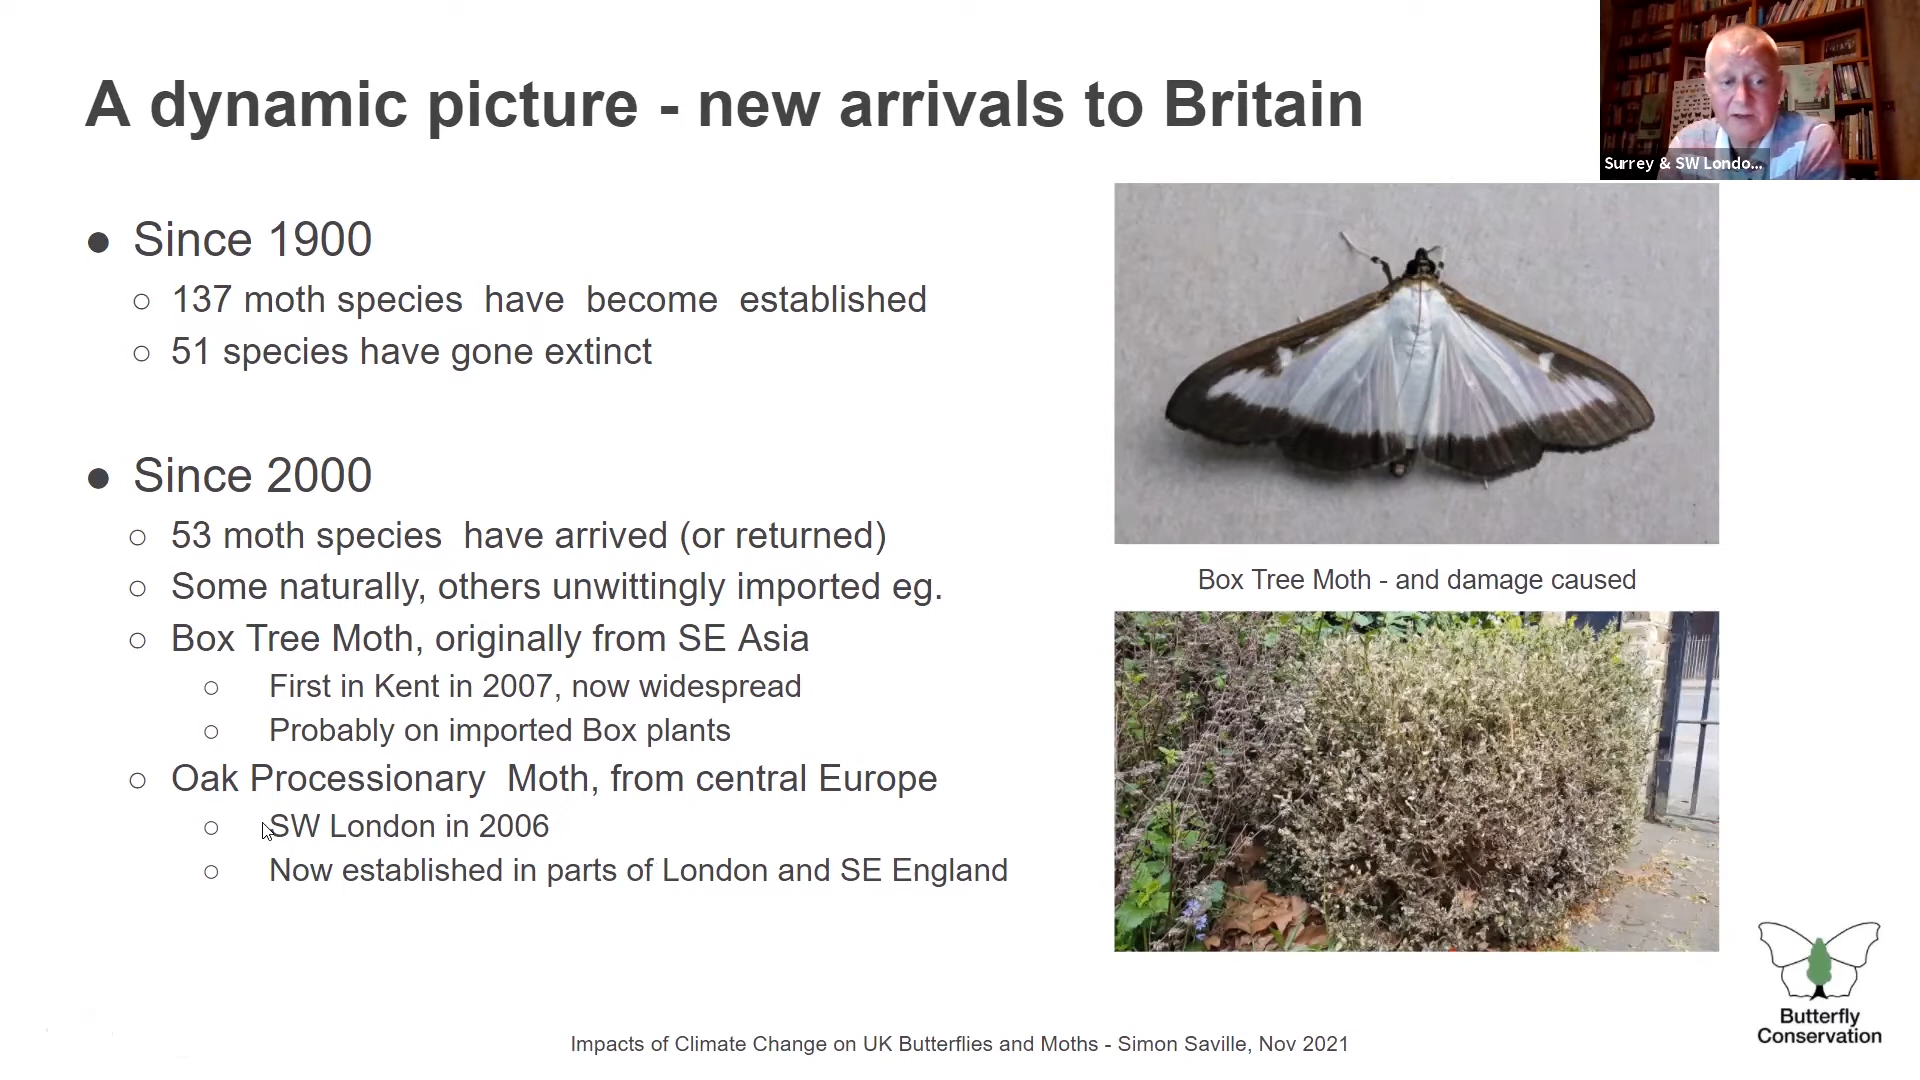 A dynamic picture - new arrivals to Britain
Surrey & SW Londo...
● Since 1900
○ 137 moth species have become established
○ 51 species have gone extinct
● Since 2000
○ 53 moth species have arrived (or returned)
○ Some naturally, others unwittingly imported eg.
○ Box Tree Moth, originally from SE Asia
○ First in Kent in 2007, now widespread
○ Probably on imported Box plants
○ Oak Processionary Moth, from central Europe
○ SW London in 2006
○ Now established in parts of London and SE England
Box Tree Moth - and damage caused
Butterfly
Conservation
Impacts of Climate Change on UK Butterflies and Moths - Simon Saville, Nov 2021